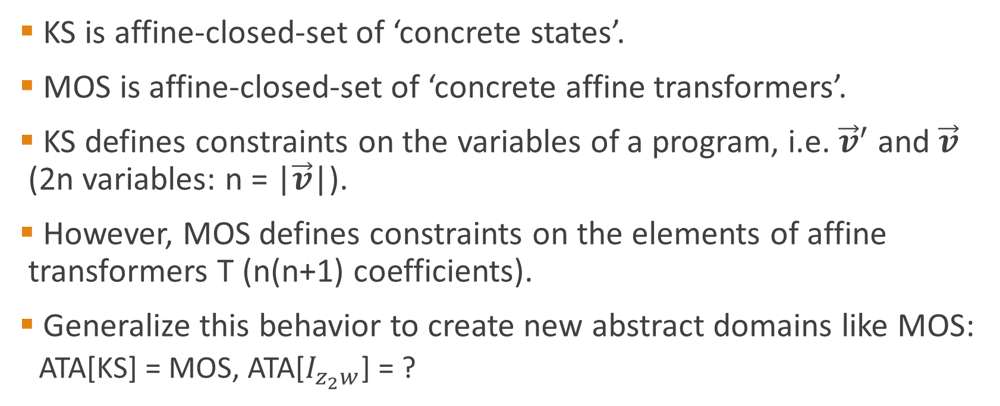 ▪ KS is affine-closed-set of ‘concrete states’.
▪ MOS is affine-closed-set of ‘concrete affine transformers’.
▪ KS defines constraints on the variables of a program, i.e. $\vec{v}'$ and $\vec{v}$
(2n variables: n = |$\vec{v}$|).
▪ However, MOS defines constraints on the elements of affine
transformers T (n(n+1) coefficients).
▪ Generalize this behavior to create new abstract domains like MOS:
ATA[KS] = MOS, ATA[$I_{z_2w}$] = ?